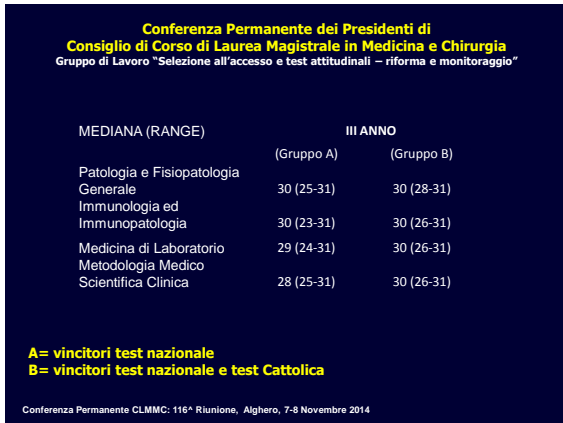 Conferenza Permanente dei Presidenti di
Consiglio di Corso di Laurea Magistrale in Medicina e Chirurgia
Gruppo di Lavoro "Selezione all'accesso e test attitudinali – riforma e monitoraggio"
MEDIANA (RANGE) III ANNO
(Gruppo A) (Gruppo B)
Patologia e Fisiopatologia
Generale 30 (25-31) 30 (28-31)
Immunologia ed
Immunopatologia 30 (23-31) 30 (26-31)
Medicina di Laboratorio 29 (24-31) 30 (26-31)
Metodologia Medico
Scientifica Clinica 28 (25-31) 30 (26-31)
A= vincitori test nazionale
B= vincitori test nazionale e test Cattolica
Conferenza Permanente CLMMC: 116^ Riunione, Alghero, 7-8 Novembre 2014